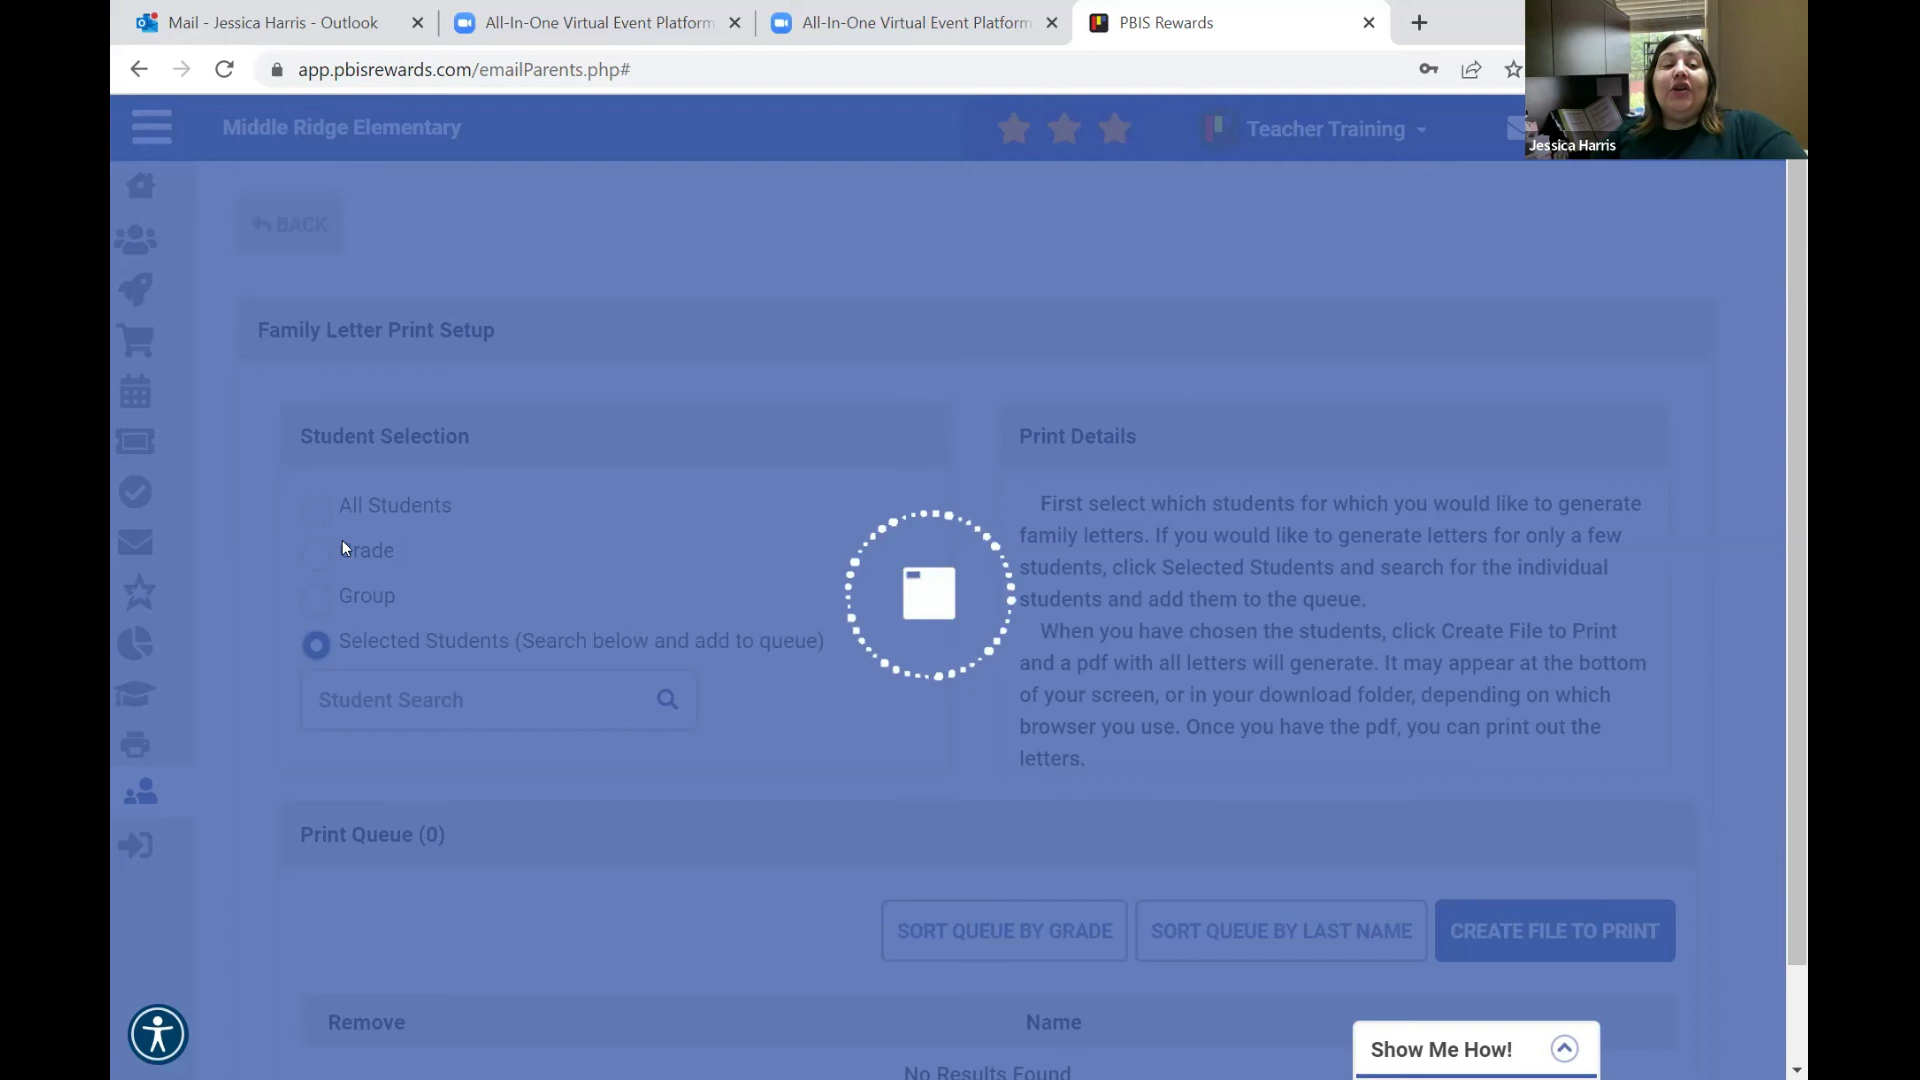 Mail - Jessica Harris - Outlook
All-In-One Virtual Event Platform
All-In-One Virtual Event Platform
PBIS Rewards
app.pbisrewards.com/emailParents.php#
Jessica Harris
Middle Ridge Elementary
Teacher Training
BACK
Family Letter Print Setup
Student Selection
All Students
Grade
Group
Selected Students (Search below and add to queue)
Student Search
Print Details
First select which students for which you would like to generate
family letters. If you would like to generate letters for only a few
students, click Selected Students and search for the individual
students and add them to the queue.
When you have chosen the students, click Create File to Print
and a pdf with all letters will generate. It may appear at the bottom
of your screen, or in your download folder, depending on which
browser you use. Once you have the pdf, you can print out the
letters.
Print Queue (0)
SORT QUEUE BY GRADE
SORT QUEUE BY LAST NAME
CREATE FILE TO PRINT
Remove
Name
No Results Found
Show Me How!